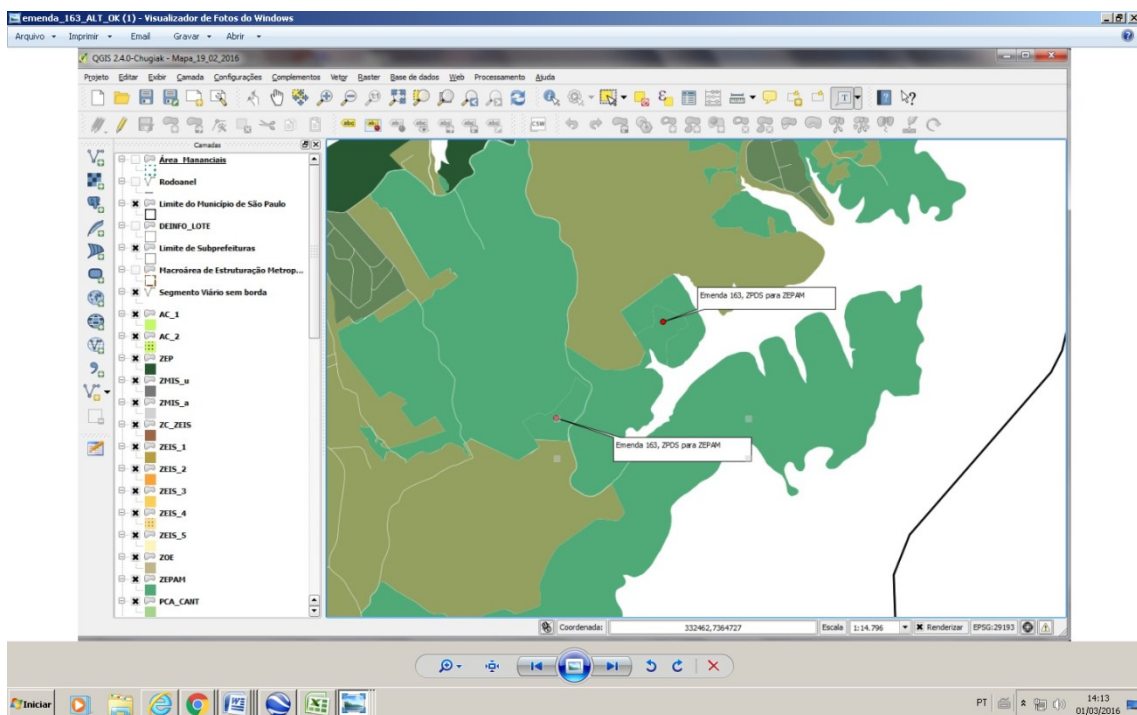 emenda_163_ALT_OK (1) - Visualizador de Fotos do Windows
Arquivo Imprimir Email Gravar Abrir
QGIS 2.4.0-Chugiak - Mapa_19_02_2016
Projeto Editar Exibir Camada Configurações Complementos Vetor Raster Base de dados Web Processamento Ajuda
abc
CSW
Camadas
Área_Mananciais
Rodoanel
Limite do Município de São Paulo
DEINFO_LOTE
Limite de Subprefeituras
Macroárea de Estruturação Metrop...
Segmento Viário sem borda
AC_1
AC_2
ZEP
ZMIS_u
ZMIS_a
ZC_ZEIS
ZEIS_1
ZEIS_2
ZEIS_3
ZEIS_4
ZEIS_5
ZOE
ZEPAM
PCA_CANT
Emenda 163, ZPDS para ZEPAM
Emenda 163, ZPDS para ZEPAM
Coordenada: 332462,7364727 Escala 1:14.796 Renderizar EPSG:29193
Iniciar
PT
14:13
01/03/2016